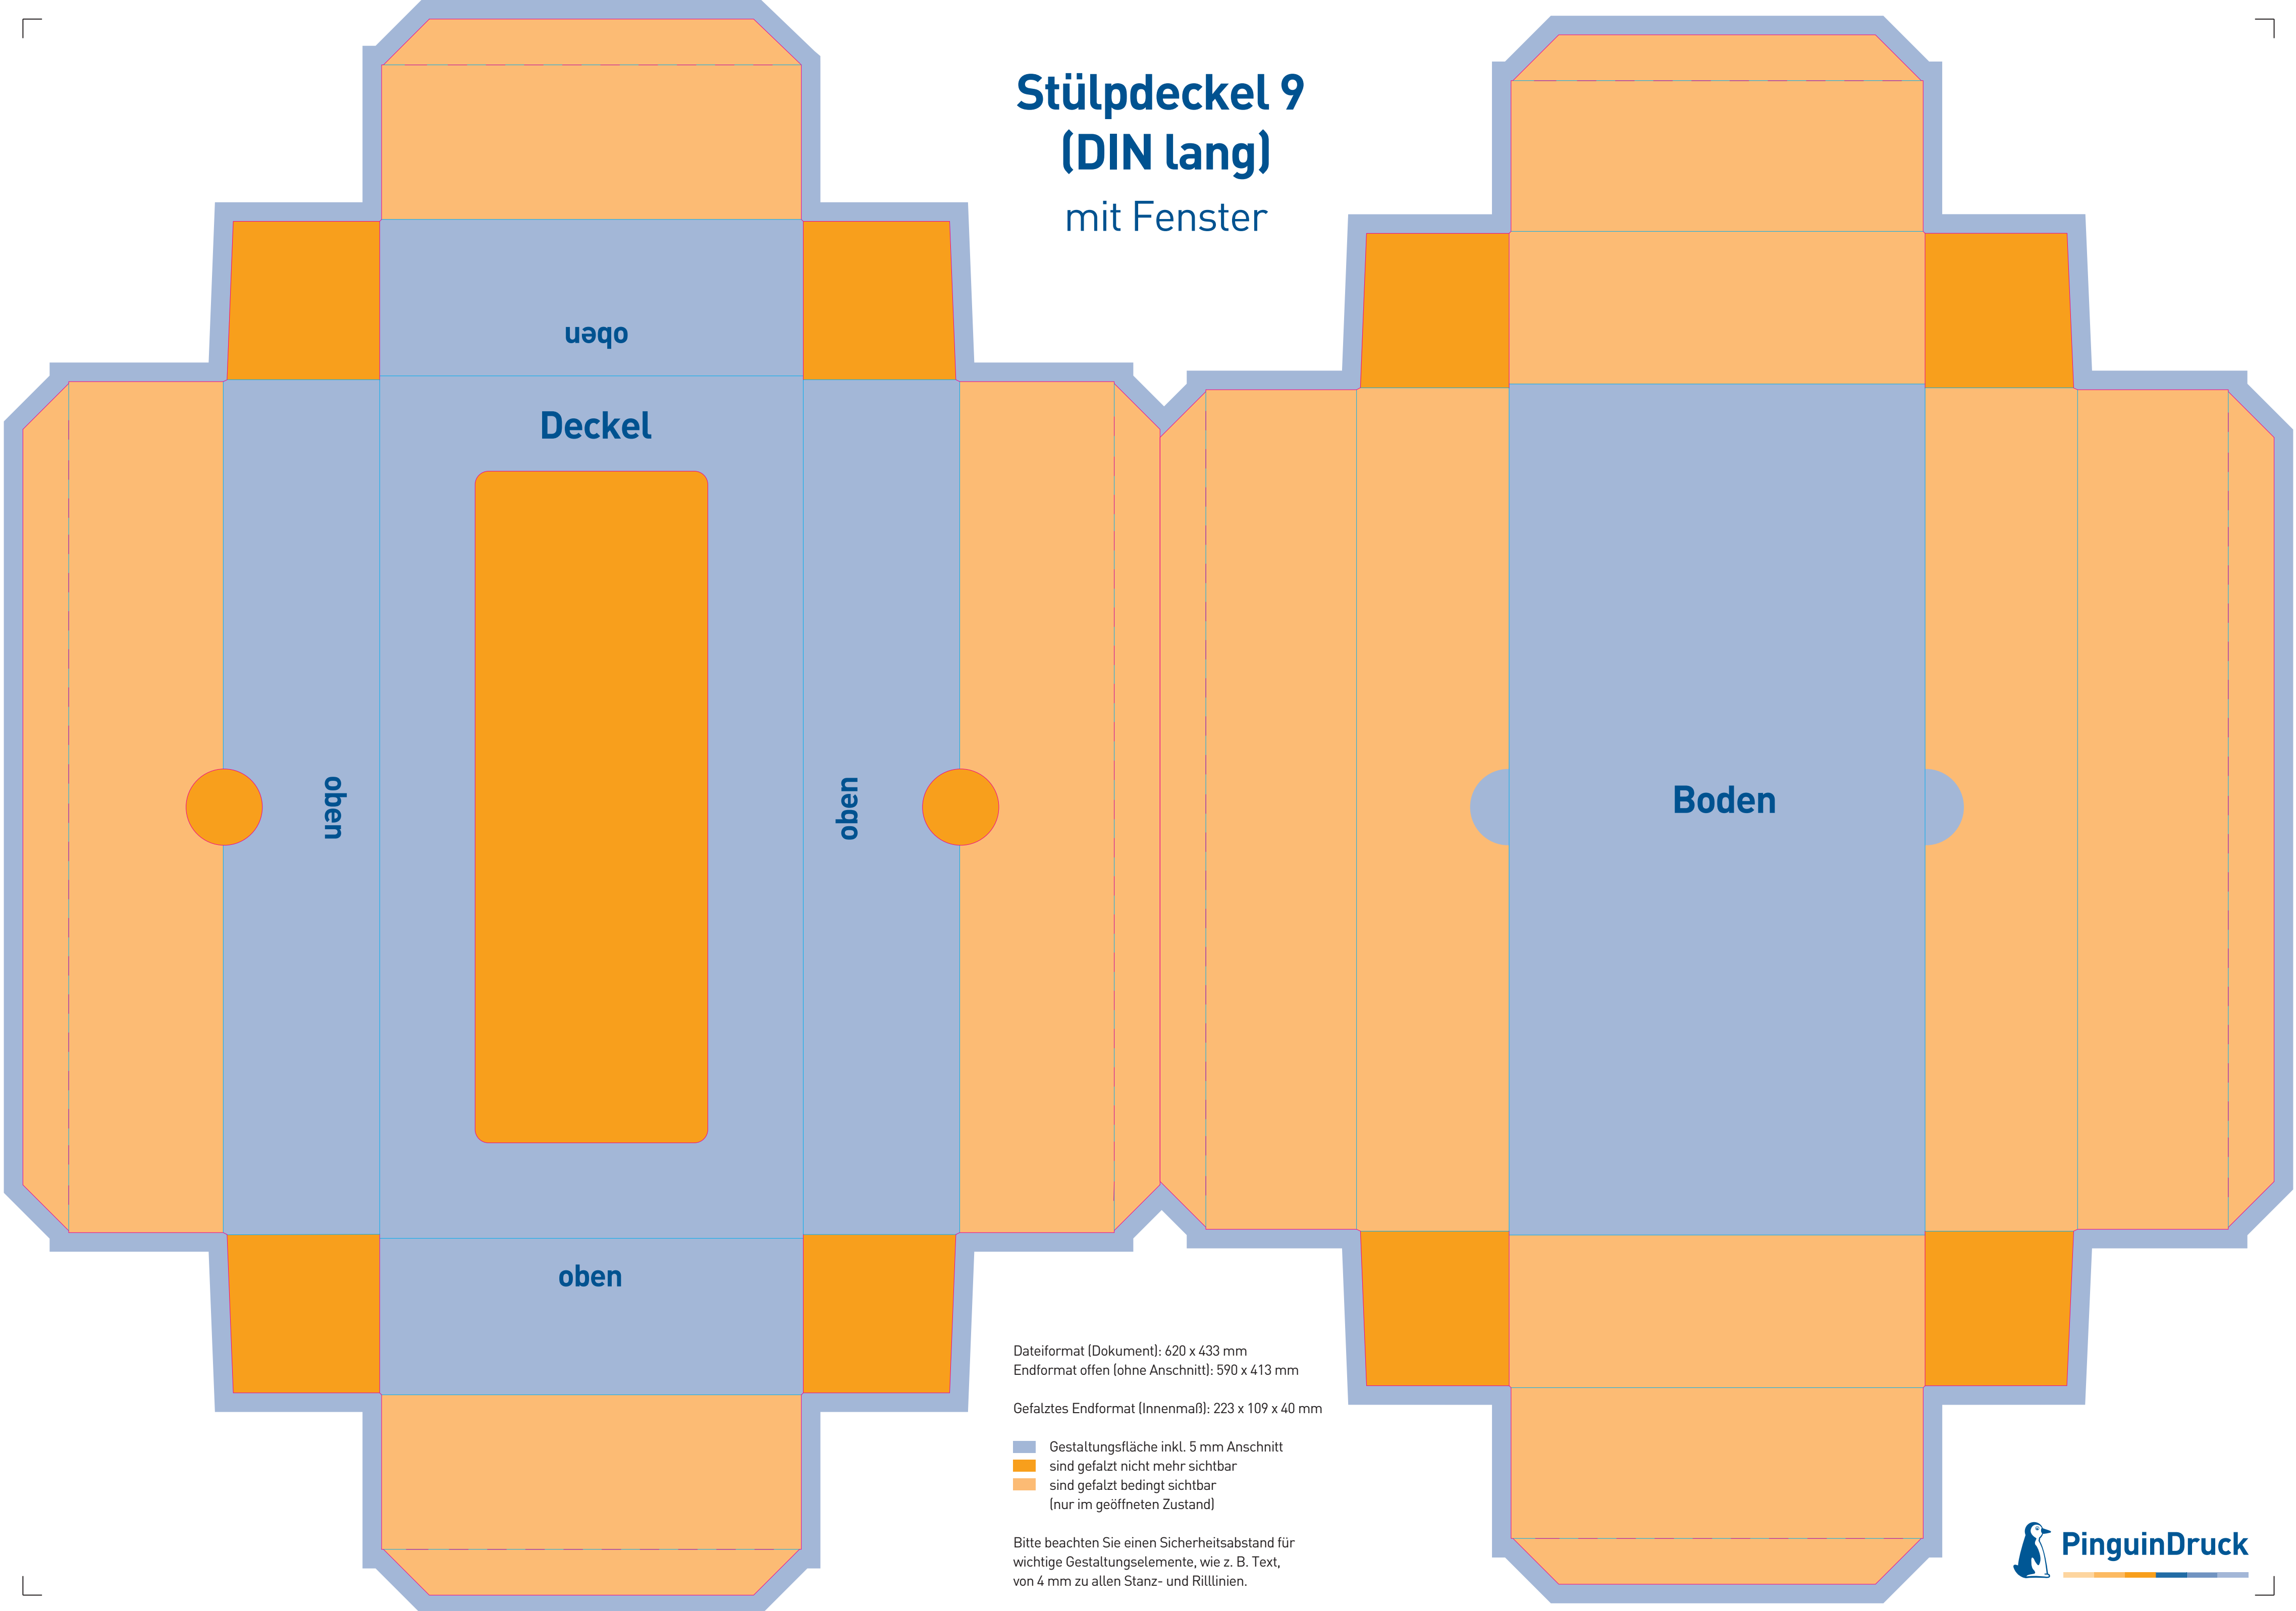 Stülpdeckel 9
(DIN lang)
mit Fenster
oben
Deckel
oben
oben
Boden
oben
Dateiformat (Dokument): 620 x 433 mm
Endformat offen (ohne Anschnitt): 590 x 413 mm
Gefalztes Endformat (Innenmaß): 223 x 109 x 40 mm
Gestaltungsfläche inkl. 5 mm Anschnitt
sind gefalzt nicht mehr sichtbar
sind gefalzt bedingt sichtbar
(nur im geöffneten Zustand)
Bitte beachten Sie einen Sicherheitsabstand für
wichtige Gestaltungselemente, wie z. B. Text,
von 4 mm zu allen Stanz- und Rilllinien.
PinguinDruck